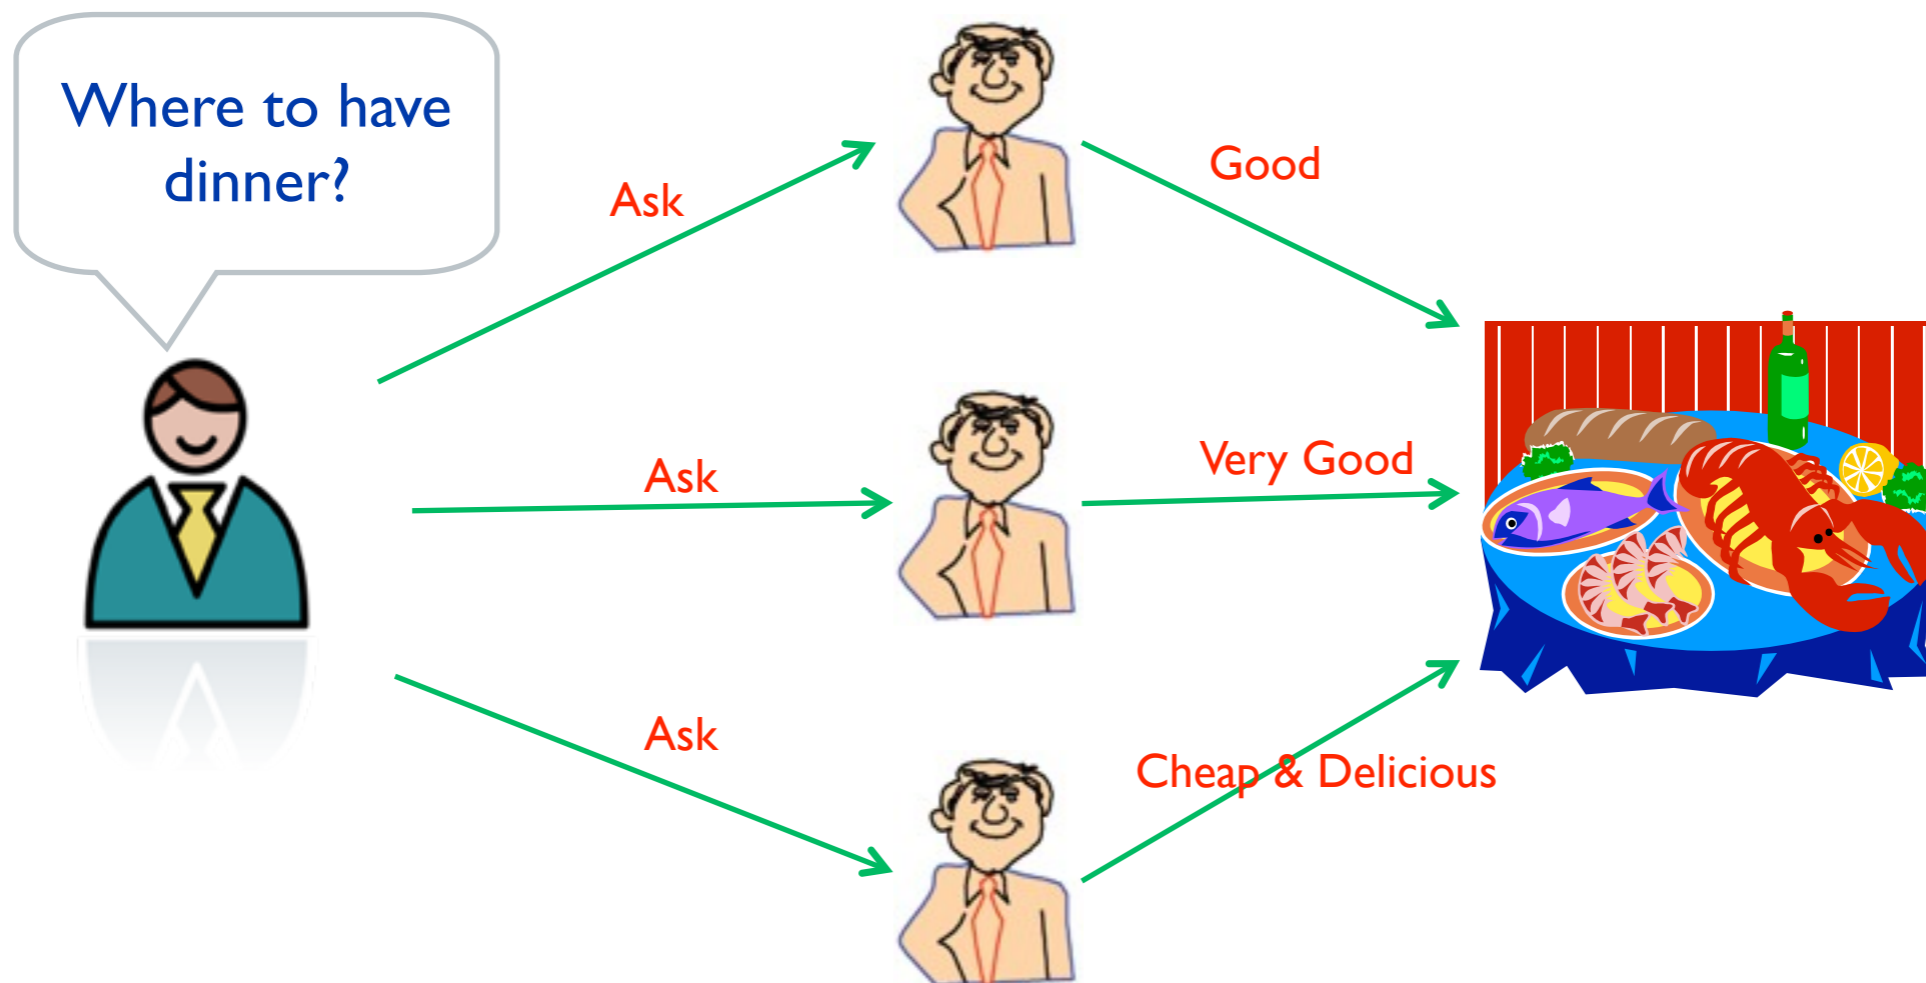 Where to have
dinner?
Ask
Good
Ask
Very Good
Ask
Cheap & Delicious